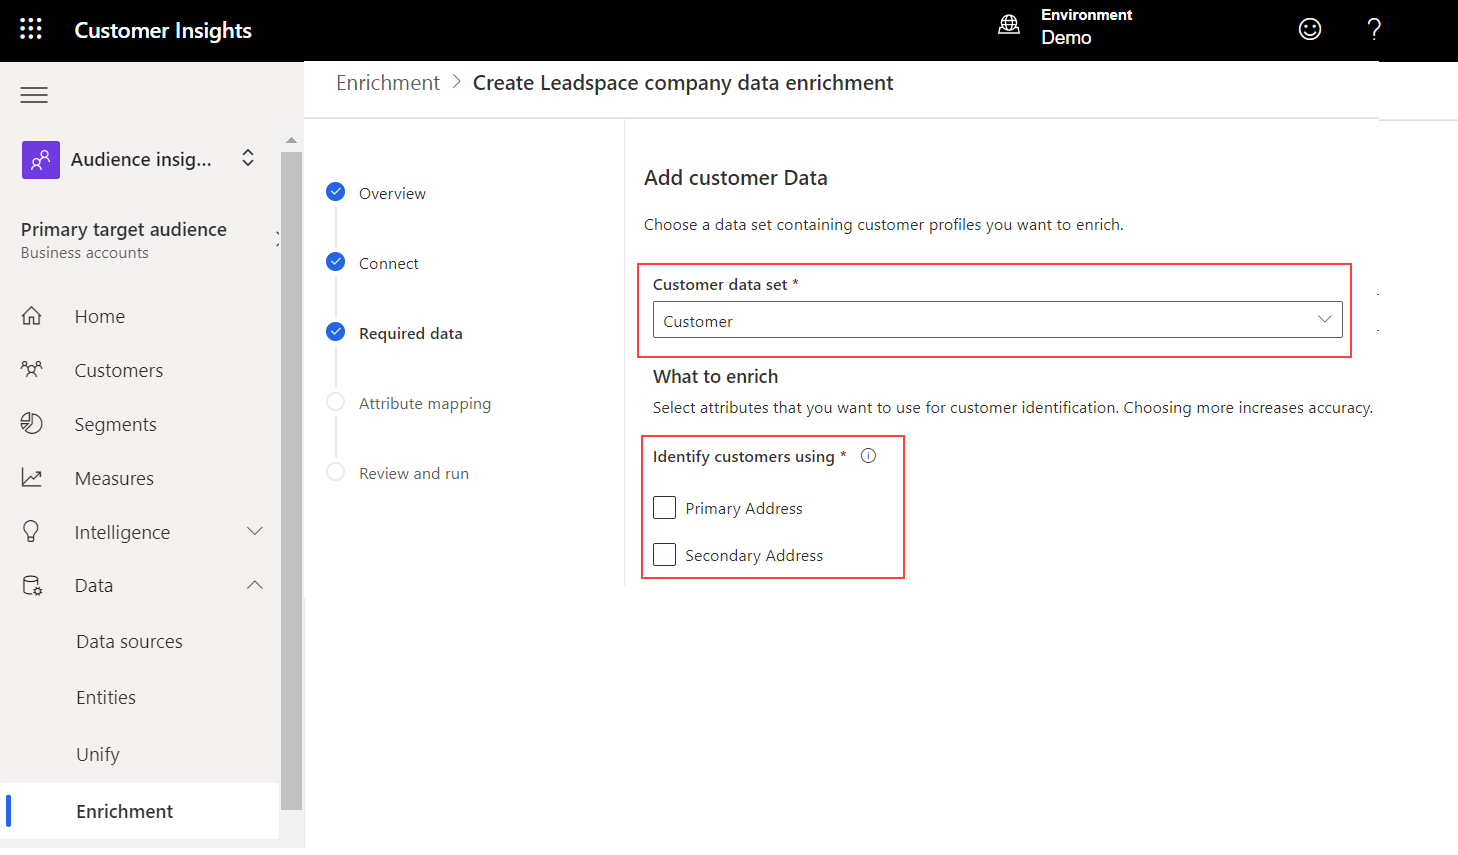 Customer Insights
Environment
Demo
?
Enrichment > Create Leadspace company data enrichment
Audience insig...
Primary target audience
Business accounts
Home
Customers
Segments
Measures
Intelligence
Data
Data sources
Entities
Unify
Enrichment
Overview
Connect
Required data
Attribute mapping
Review and run
Add customer Data
Choose a data set containing customer profiles you want to enrich.
Customer data set *
Customer
What to enrich
Select attributes that you want to use for customer identification. Choosing more increases accuracy.
Identify customers using *
Primary Address
Secondary Address